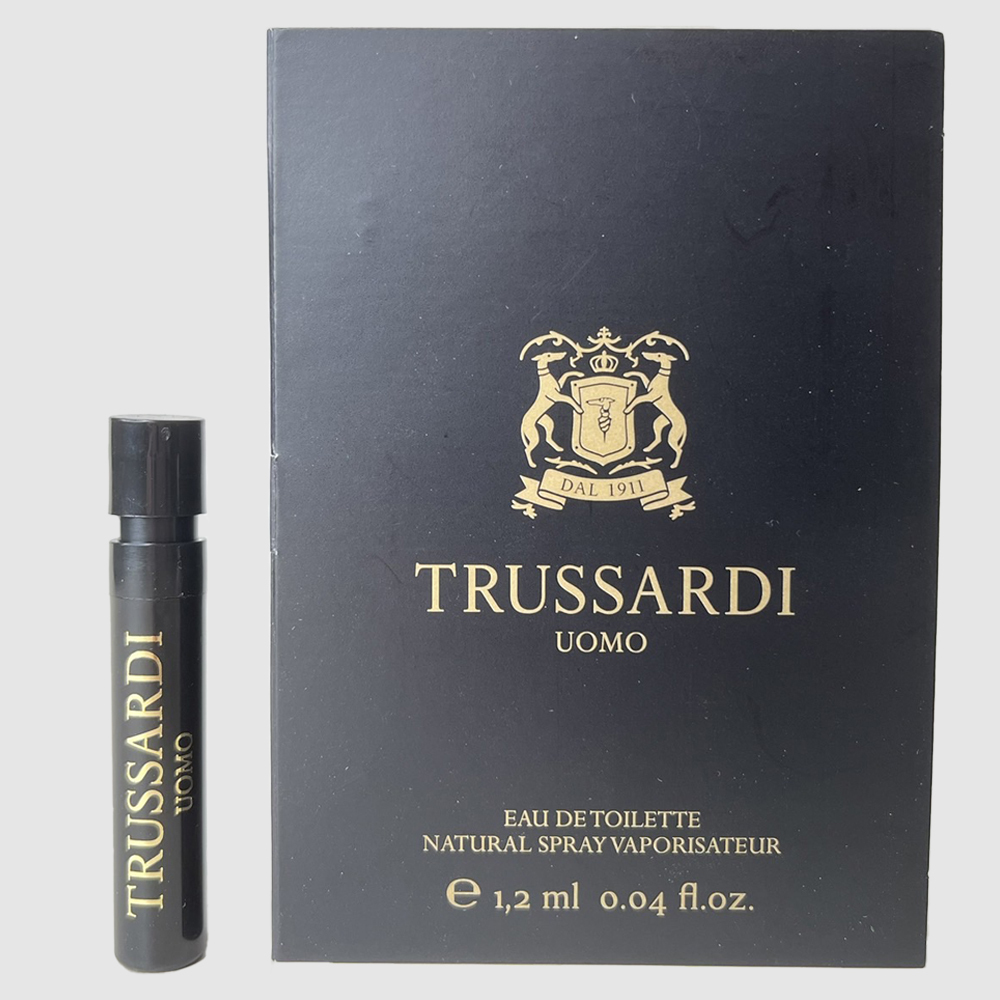 TRUSSARDI
UOMO
DAL 1911
TRUSSARDI
UOMO
EAU DE TOILETTE
NATURAL SPRAY VAPORISATEUR
e 1,2 ml 0.04 fl.oz.